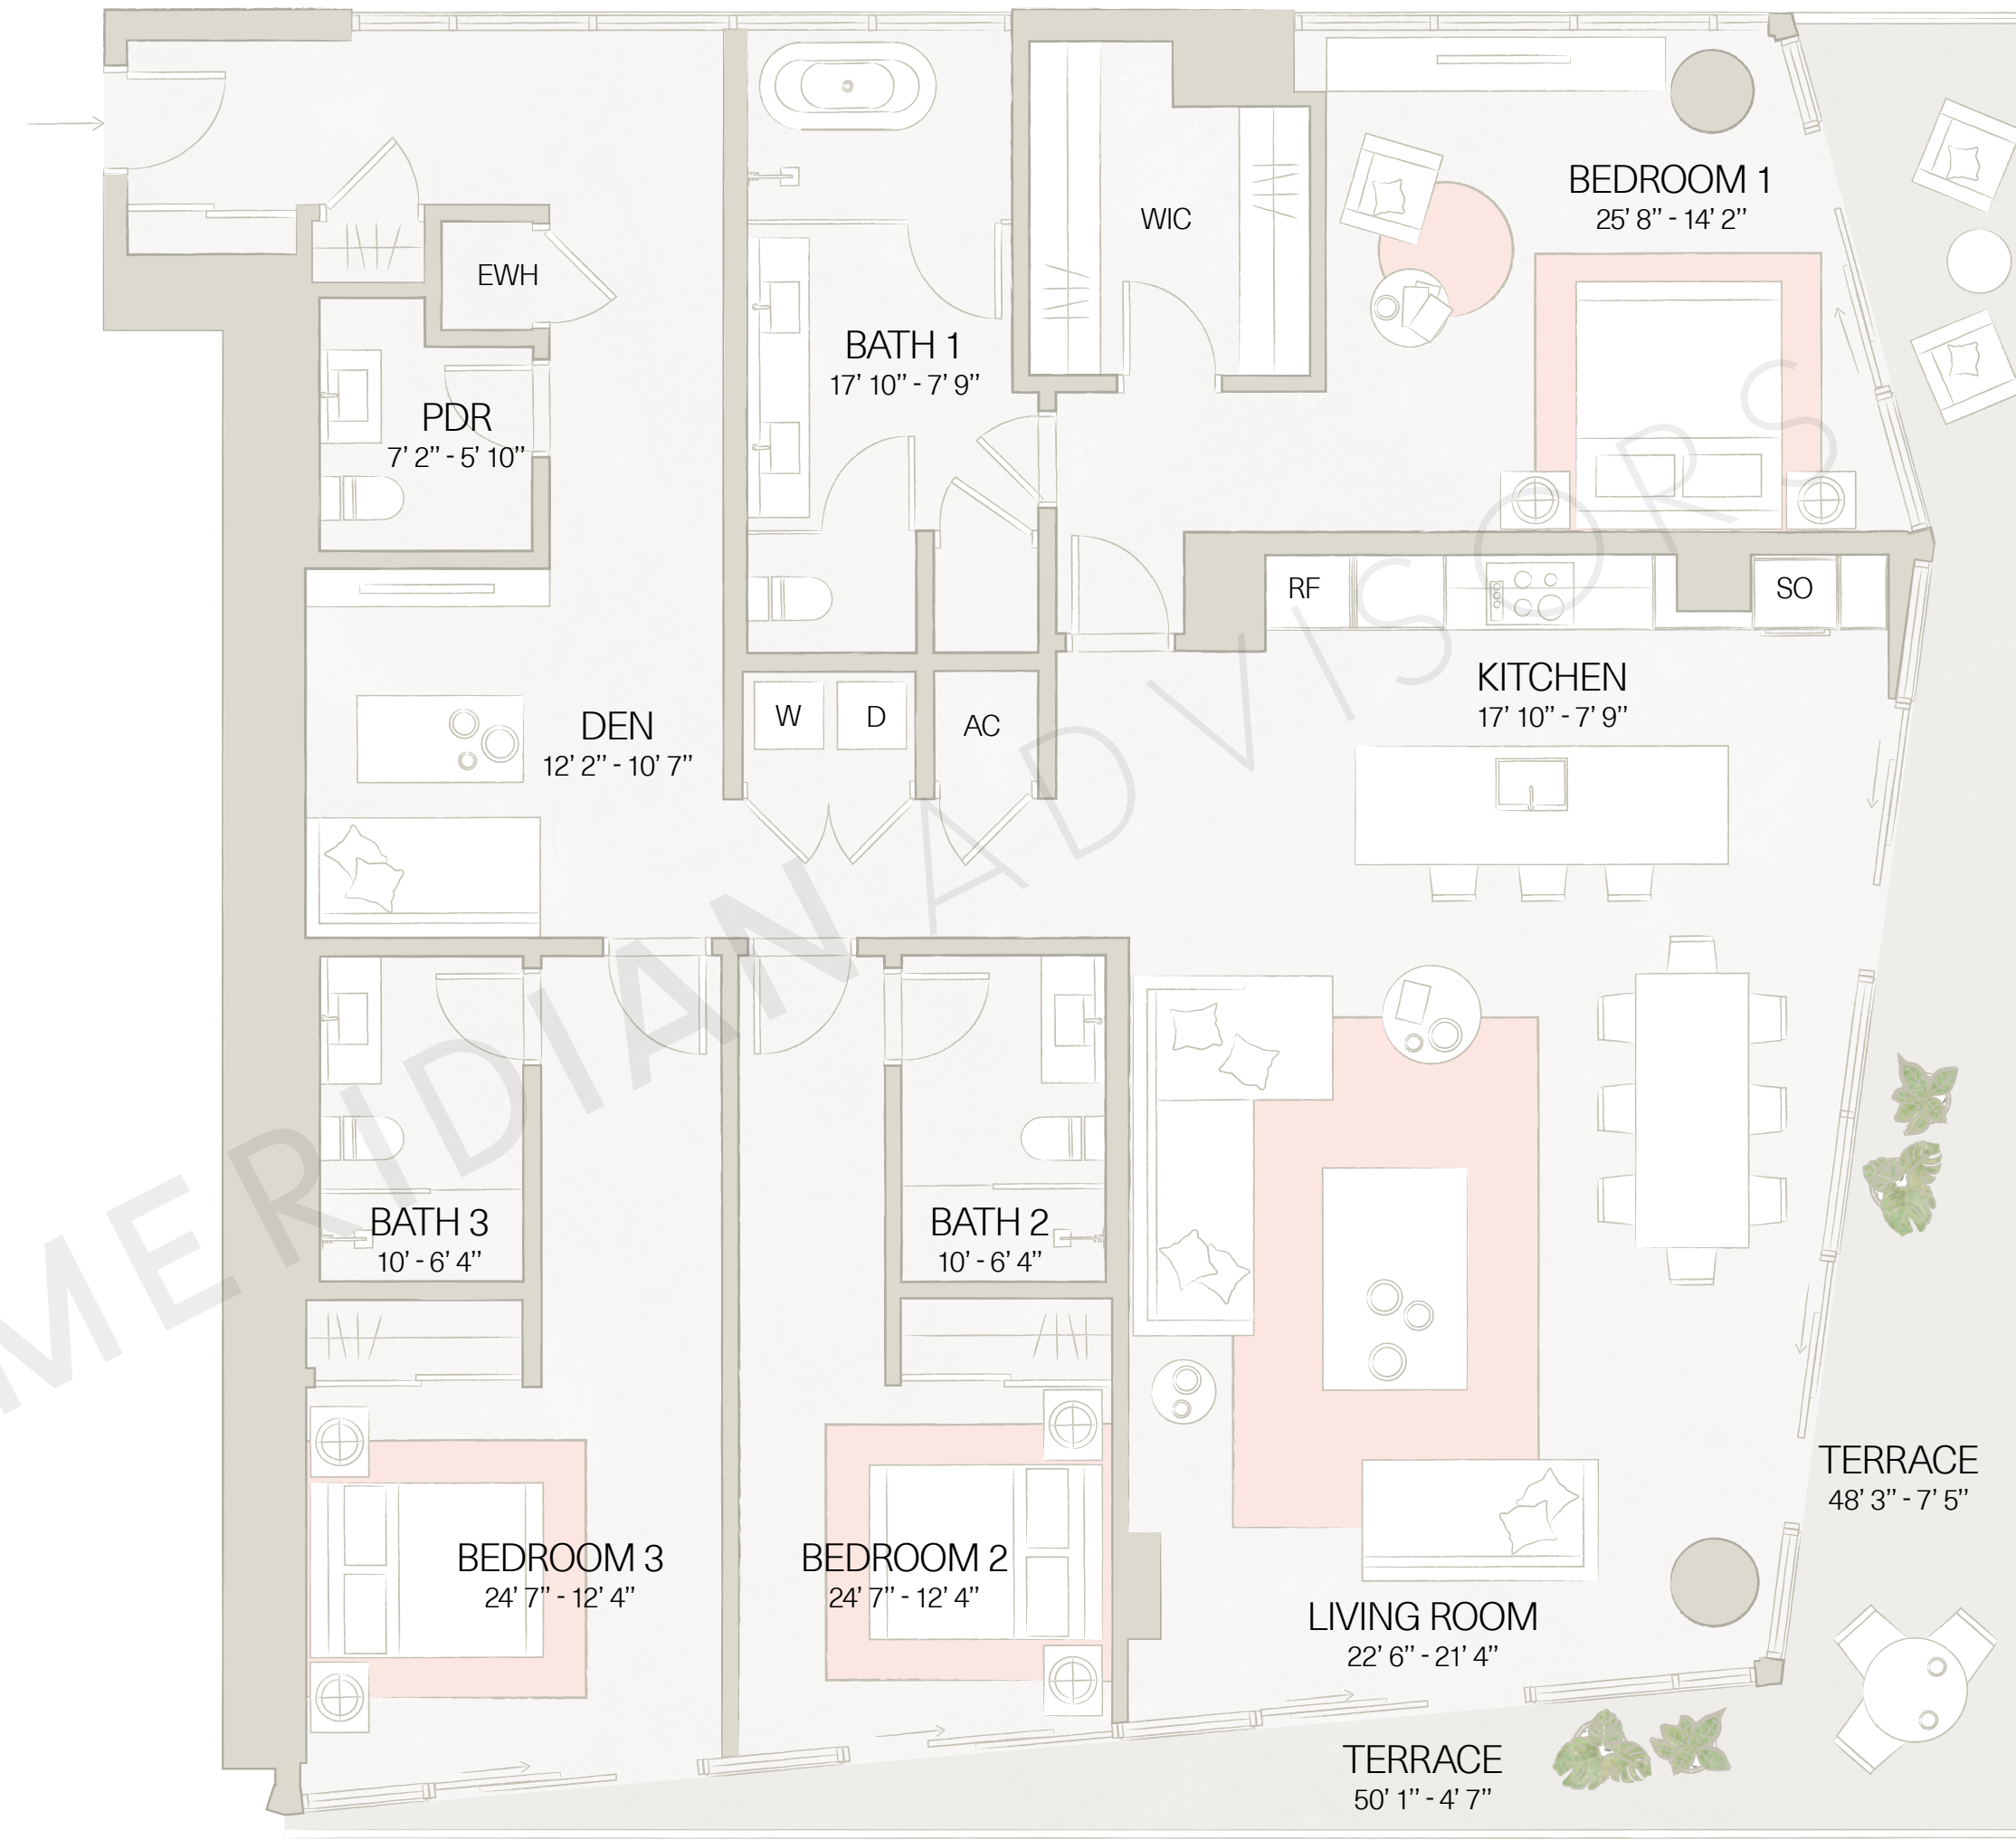 BEDROOM 1
25’ 8” - 14’ 2”
WIC
EWH
BATH 1
17’ 10” - 7’ 9”
PDR
7’ 2” - 5’ 10”
RF
SO
KITCHEN
17’ 10” - 7’ 9”
W
D
AC
DEN
12’ 2” - 10’ 7”
MERIDIAN ADVISORS
BATH 3
10’ - 6’ 4”
BATH 2
10’ - 6’ 4”
TERRACE
48’ 3” - 7’ 5”
BEDROOM 3
24’ 7” - 12’ 4”
BEDROOM 2
24’ 7” - 12’ 4”
LIVING ROOM
22’ 6” - 21’ 4”
TERRACE
50’ 1” - 4’ 7”